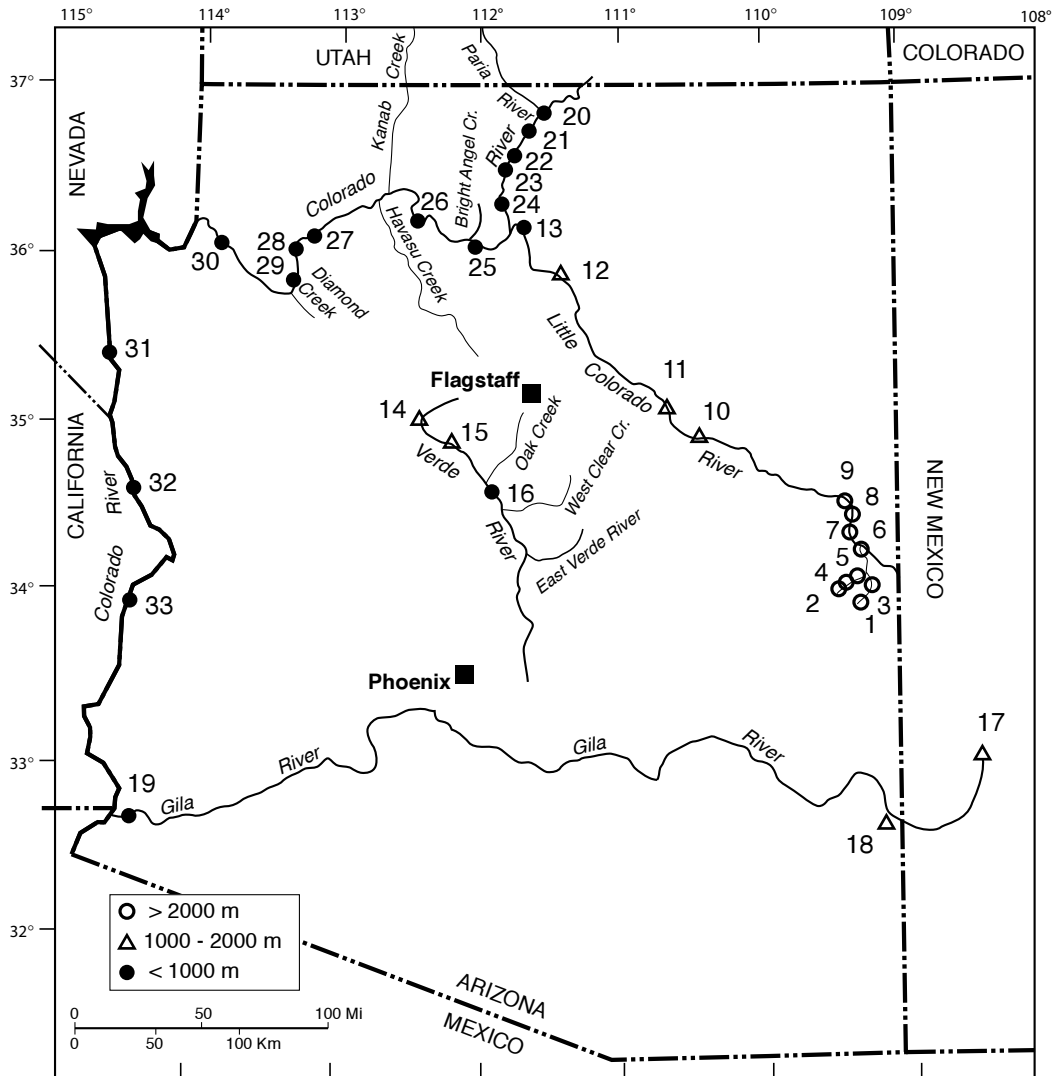 115°
114°
113°
112°
111°
110°
109°
108°
UTAH
COLORADO
37°
NEVADA
Kanab
Creek
Paria
River
20
21
22
23
24
River
Bright Angel Cr.
Colorado
26
13
36°
30
28
27
29
Diamond
Creek
Havasu Creek
25
12
31
Little
Colorado
River
Flagstaff
11
10
35°
14
15
Verde
River
Oak Creek
16
West Clear Cr.
East Verde River
CALIFORNIA
32
River
Colorado
33
9
8
7
6
5
4
2
3
1
NEW MEXICO
34°
Phoenix
33°
19
Gila
River
Gila
River
17
18
32°
> 2000 m
1000 - 2000 m
< 1000 m
0
50
100 Mi
0
50
100 Km
ARIZONA
MEXICO